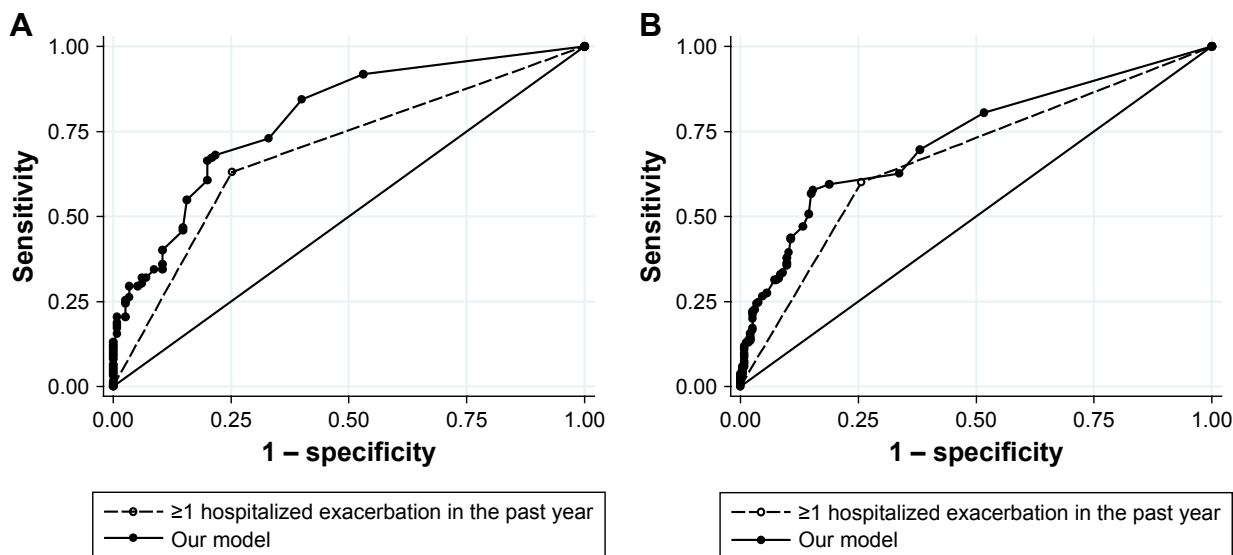 A
1.00
0.75
0.50
0.25
0.00
Sensitivity
0.00 0.25 0.50 0.75 1.00
1 – specificity
≥1 hospitalized exacerbation in the past year
Our model
B
1.00
0.75
0.50
0.25
0.00
Sensitivity
0.00 0.25 0.50 0.75 1.00
1 – specificity
≥1 hospitalized exacerbation in the past year
Our model